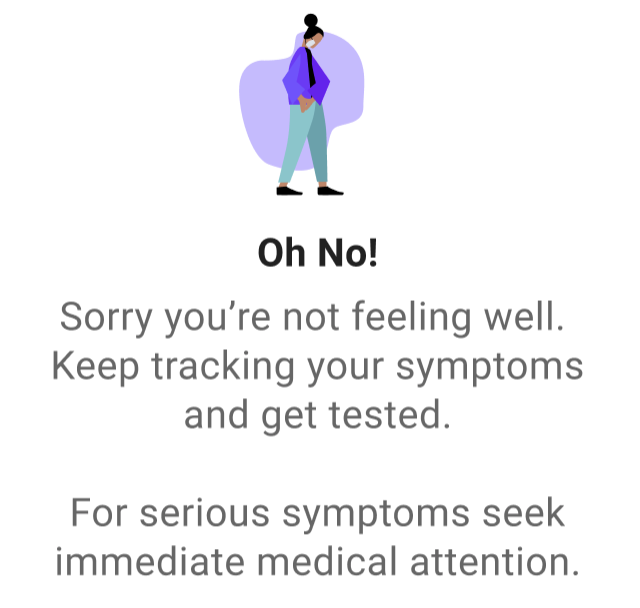 Oh No!
Sorry you’re not feeling well.
Keep tracking your symptoms
and get tested.
For serious symptoms seek
immediate medical attention.